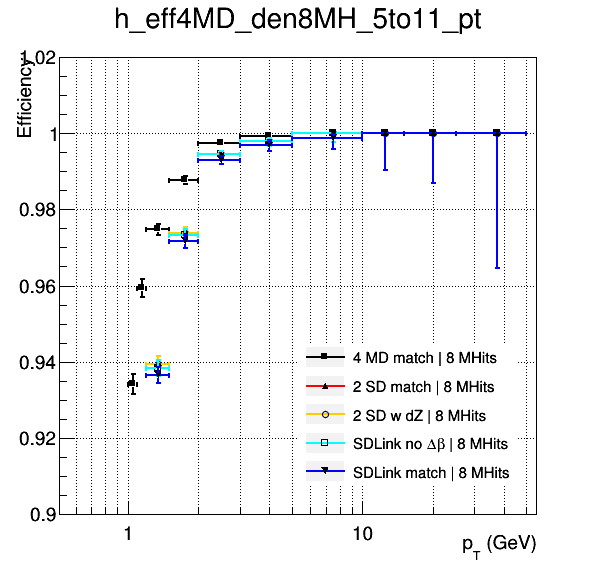 h_eff4MD_den8MH_5to11_pt
Efficiency
1.02
1
0.98
0.96
0.94
0.92
0.9
4 MD match | 8 MHits
2 SD match | 8 MHits
2 SD w dZ | 8 MHits
SDLink no Δβ | 8 MHits
SDLink match | 8 MHits
1
10
p_T (GeV)